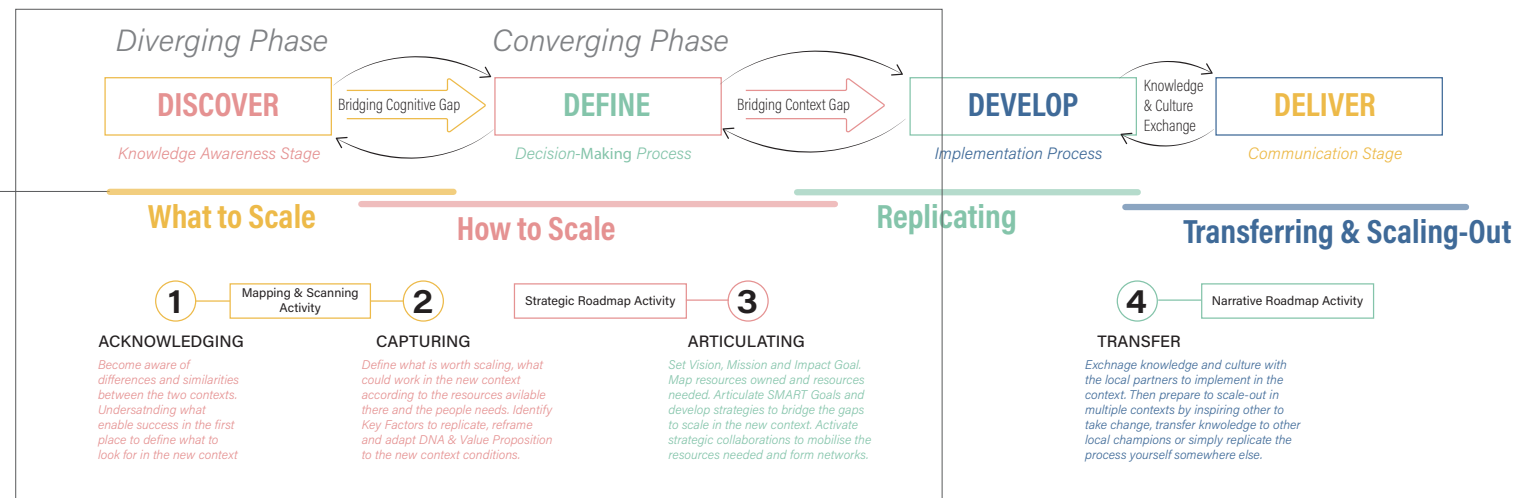 Diverging Phase
Converging Phase
DISCOVER
Bridging Cognitive Gap
DEFINE
Bridging Context Gap
DEVELOP
Knowledge
& Culture
Exchange
DELIVER
Knowledge Awareness Stage
Decision-Making Process
Implementation Process
Communication Stage
What to Scale
How to Scale
Replicating
Transferring & Scaling-Out
1
Mapping & Scanning
Activity
2
Strategic Roadmap Activity
3
4
Narrative Roadmap Activity
ACKNOWLEDGING
Become aware of
differences and similarities
between the two contexts.
Undersatnding what
enable success in the first
place to define what to
look for in the new context
CAPTURING
Define what is worth scaling, what
could work in the new context
according to the resources avilable
there and the people needs. Identify
Key Factors to replicate, reframe
and adapt DNA & Value Proposition
to the new context conditions.
ARTICULATING
Set Vision, Mission and Impact Goal.
Map resources owned and resources
needed. Articulate SMART Goals and
develop strategies to bridge the gaps
to scale in the new context. Activate
strategic collaborations to mobilise the
resources needed and form networks.
TRANSFER
Exchnage knowledge and culture with
the local partners to implement in the
context. Then prepare to scale-out in
multiple contexts by inspiring other to
take change, transfer knwoledge to other
local champions or simply replicate the
process yourself somewhere else.